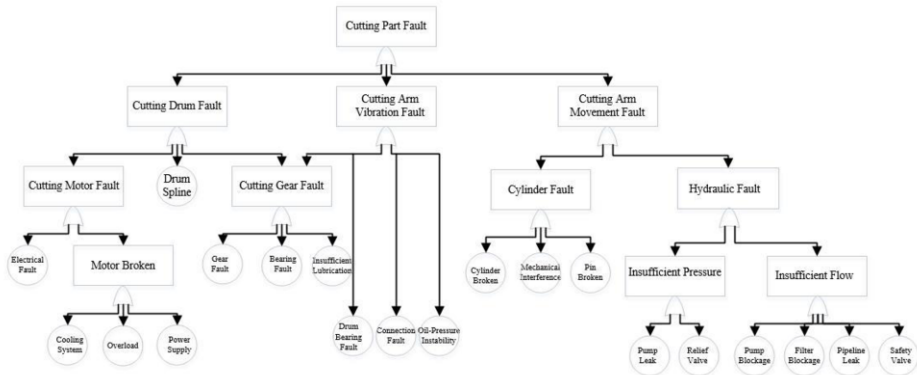 Cutting Part Fault
Cutting Drum Fault
Cutting Arm
Vibration Fault
Cutting Arm
Movement Fault
Cutting Motor Fault
Drum
Spline
Cutting Gear Fault
Cylinder Fault
Hydraulic Fault
Electrical
Fault
Motor Broken
Gear
Fault
Bearing
Fault
Insufficient
Lubrication
Cylinder
Broken
Mechanical
Interference
Pin
Broken
Insufficient Pressure
Insufficient Flow
Cooling
System
Overload
Power
Supply
Drum
Bearing
Fault
Connection
Fault
Oil-Pressure
Instability
Pump
Leak
Relief
Valve
Pump
Blockage
Filter
Blockage
Pipeline
Leak
Safety
Valve